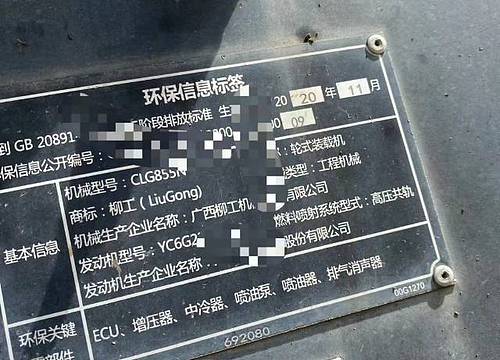 环保信息标签
到 GB 20891- 阶段排放标准 生 20 20 年 11 月
保信息公开编号: 00 09
机械型号: CLG855N 轮式装载机
商标: 柳工 ( LiuGong) 类型: 工程机械
机械生产企业名称: 广西柳工机 有限公司
发动机型号: YC6G2 燃料喷射系统型式: 高压共轨
发动机生产企业名称: 股份有限公司
基本信息
ECU、增压器、中冷器、喷油泵、喷油器、排气消声器
环保关键
零部件
00G1270
692080